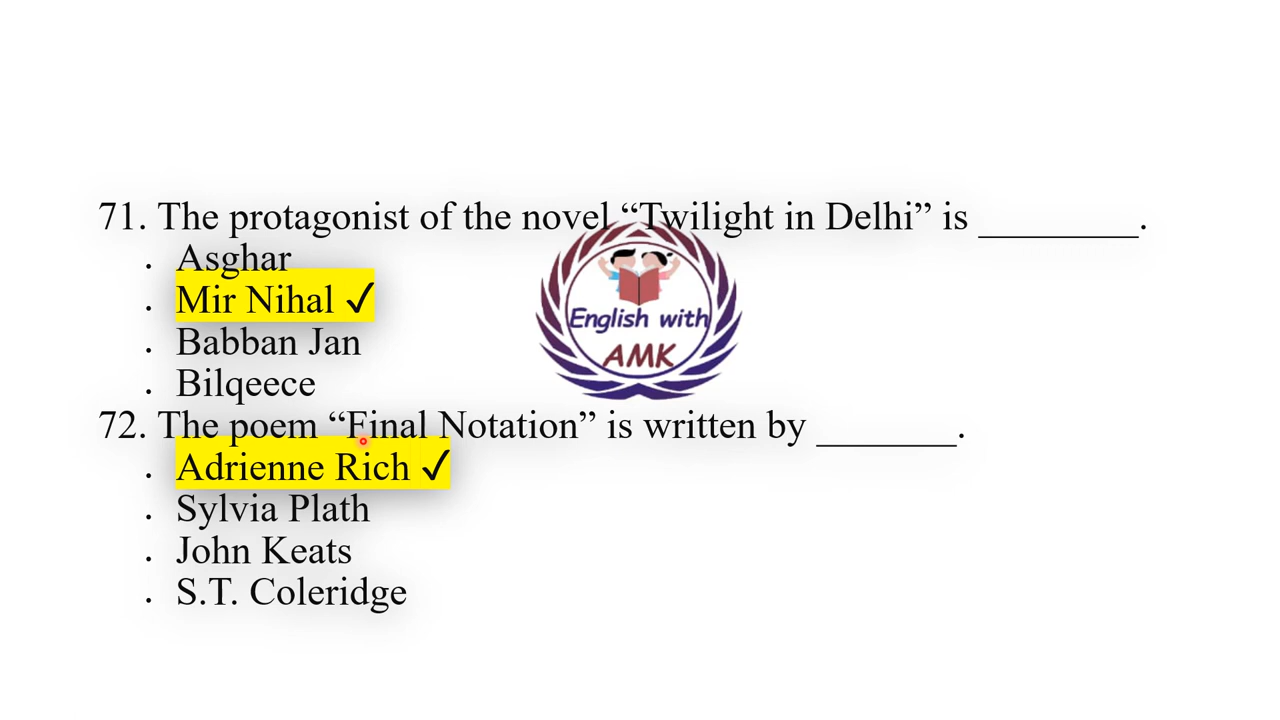 71. The protagonist of the novel “Twilight in Delhi” is ________.
• Asghar
• Mir Nihal ✓
• Babban Jan
• Bilqeece
72. The poem “Final Notation” is written by _______.
• Adrienne Rich ✓
• Sylvia Plath
• John Keats
• S.T. Coleridge
English with
AMK